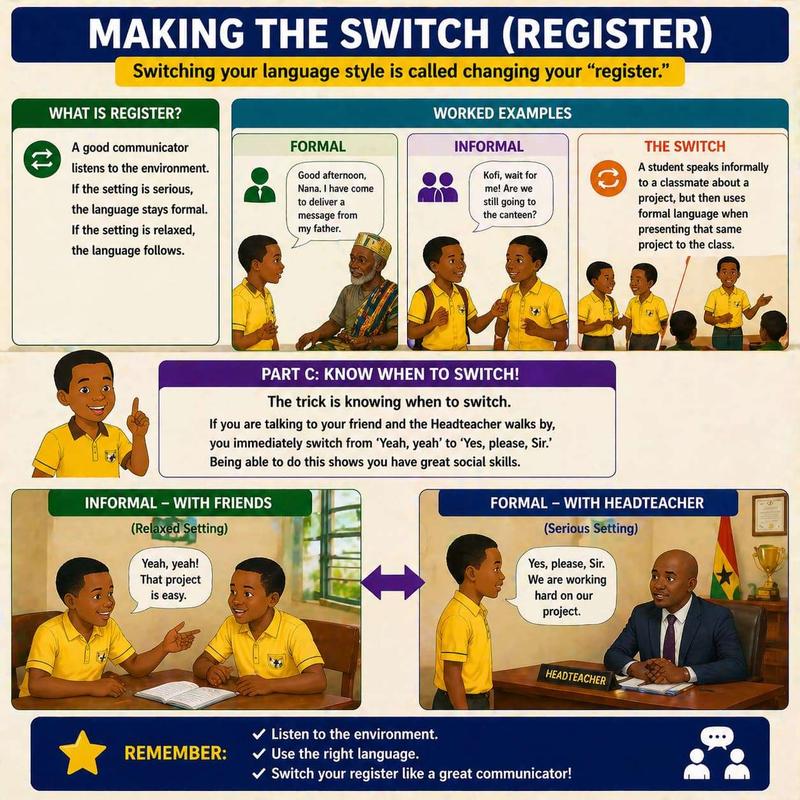 MAKING THE SWITCH (REGISTER)
Switching your language style is called changing your “register.”
WHAT IS REGISTER?
A good communicator
listens to the environment.
If the setting is serious,
the language stays formal.
If the setting is relaxed,
the language follows.
WORKED EXAMPLES
FORMAL
Good afternoon,
Nana. I have come
to deliver a
message from
my father.
INFORMAL
Kofi, wait for
me! Are we
still going to
the canteen?
THE SWITCH
A student speaks informally
to a classmate about a
project, but then uses
formal language when
presenting that same
project to the class.
PART C: KNOW WHEN TO SWITCH!
The trick is knowing when to switch.
If you are talking to your friend and the Headteacher walks by,
you immediately switch from ‘Yeah, yeah’ to ‘Yes, please, Sir.’
Being able to do this shows you have great social skills.
INFORMAL – WITH FRIENDS
(Relaxed Setting)
Yeah, yeah!
That project
is easy.
FORMAL – WITH HEADTEACHER
(Serious Setting)
Yes, please, Sir.
We are working
hard on our
project.
HEADTEACHER
REMEMBER:
✓ Listen to the environment.
✓ Use the right language.
✓ Switch your register like a great communicator!